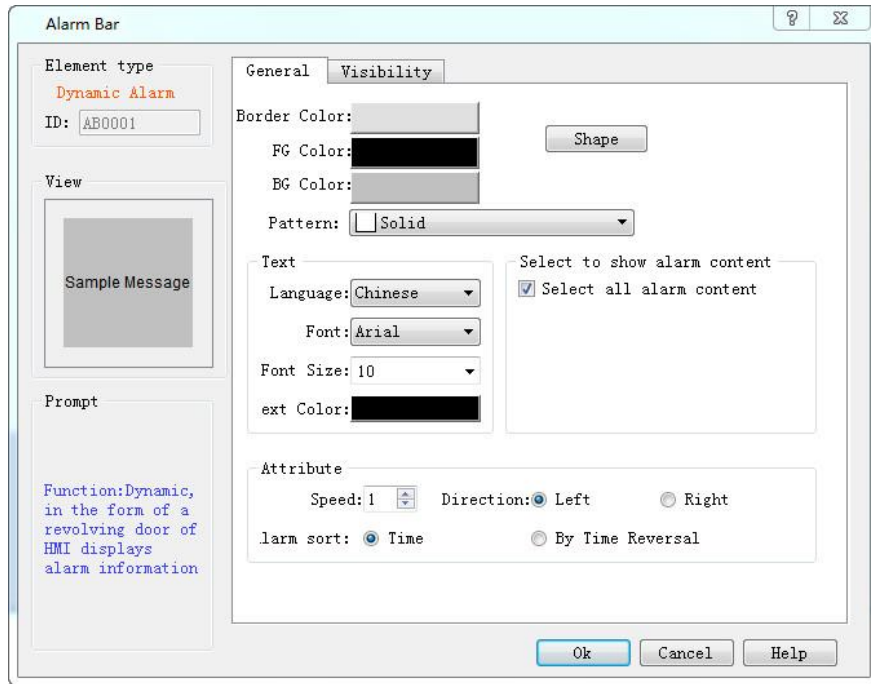 Alarm Bar
Element type
Dynamic Alarm
ID: AB0001
View
Sample Message
Prompt
Function:Dynamic,
in the form of a
revolving door of
HMI displays
alarm information
General Visibility
Border Color:
Shape
FG Color:
BG Color:
Pattern: Solid
Text
Language: Chinese
Font: Arial
Font Size: 10
ext Color:
Select to show alarm content
Select all alarm content
Attribute
Speed: 1 Direction: Left Right
larm sort: Time By Time Reversal
Ok Cancel Help